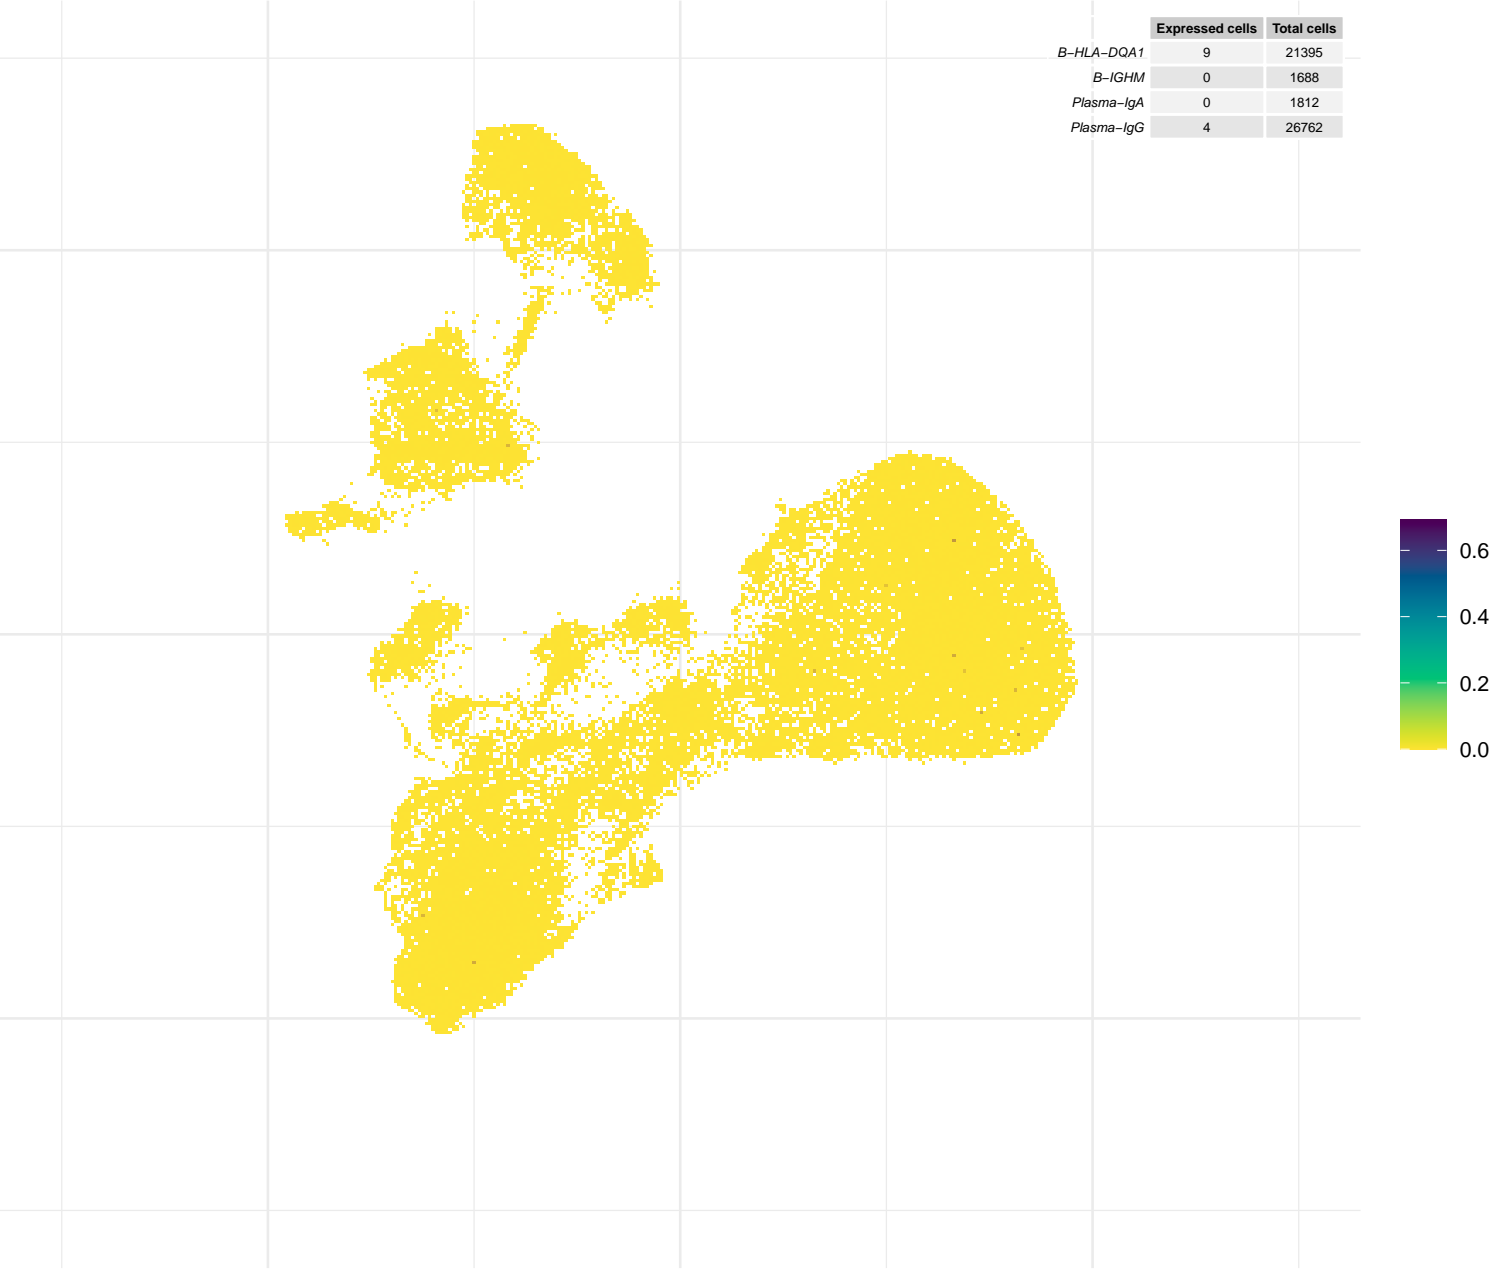 Expressed cells Total cells
B−HLA−DQA1 9 21395
B−IGHM 0 1688
Plasma−IgA 0 1812
Plasma−IgG 4 26762
0.6
0.4
0.2
0.0